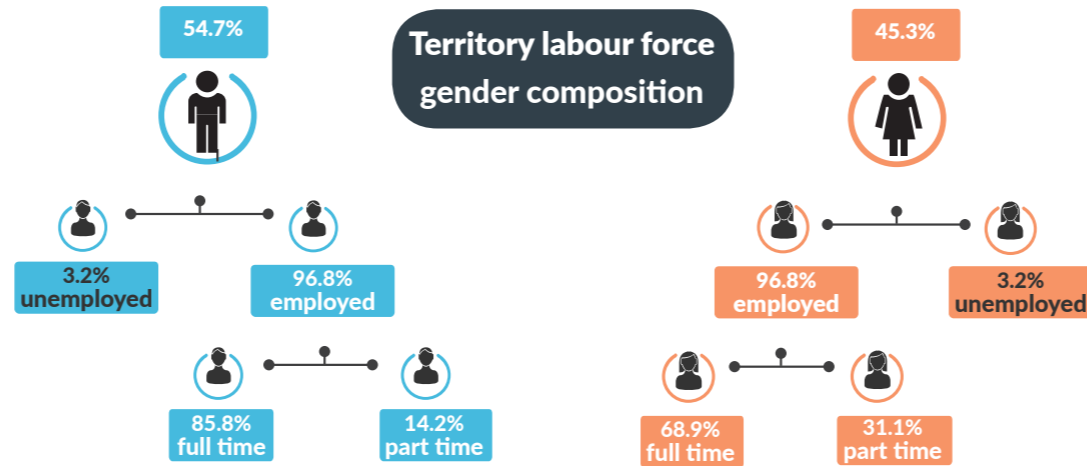 54.7%
Territory labour force
gender composition
45.3%
3.2%
unemployed
96.8%
employed
96.8%
employed
3.2%
unemployed
85.8%
full time
14.2%
part time
68.9%
full time
31.1%
part time